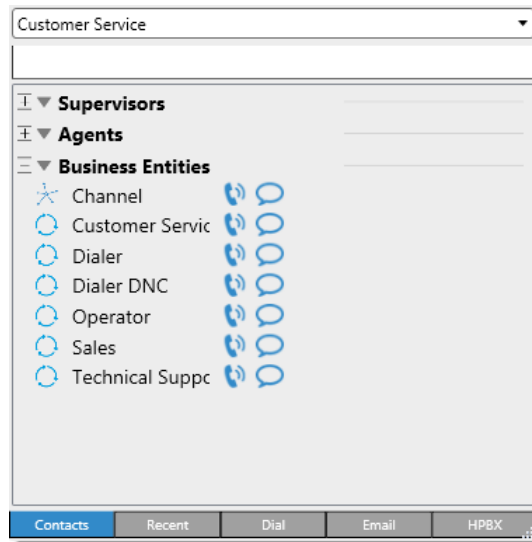 Customer Service
Supervisors
Agents
Business Entities
Channel
Customer Servic
Dialer
Dialer DNC
Operator
Sales
Technical Suppc
Contacts Recent Dial Email HPBX